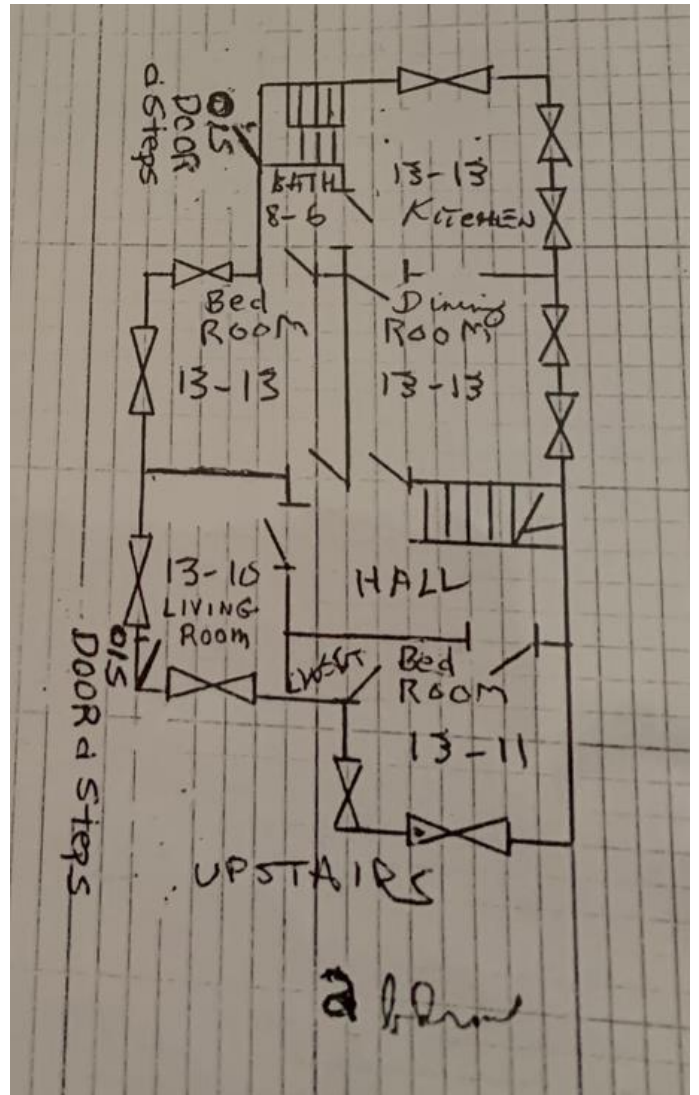 O/S
DOOR
& Steps
BATH
8-6
13-13
KITCHEN
Bed
ROOM
13-13
Dining
ROOM
13-13
13-10
LIVING
ROOM
HALL
O/S
DOOR & Steps
Bed
ROOM
13-11
UPSTAIRS